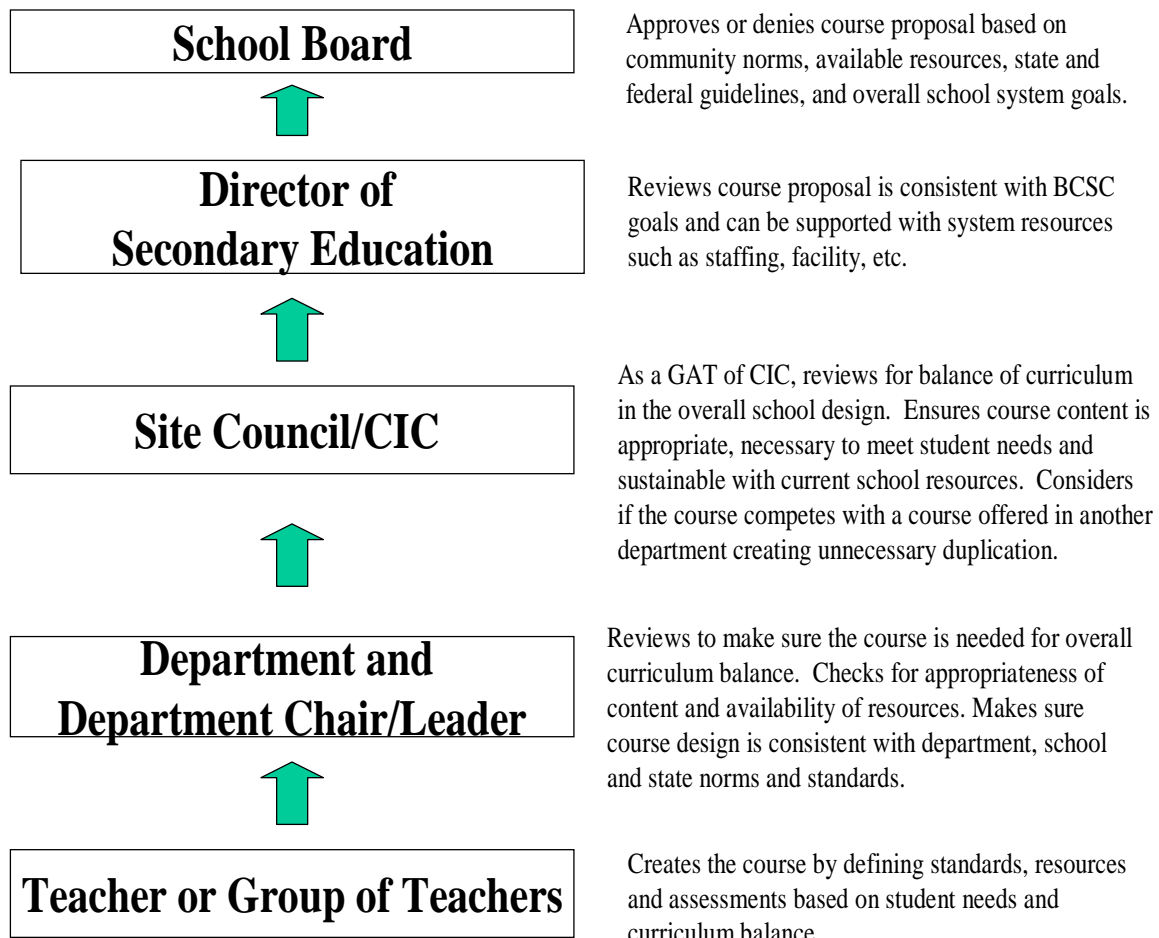 School Board
Approves or denies course proposal based on
community norms, available resources, state and
federal guidelines, and overall school system goals.
Director of
Secondary Education
Reviews course proposal is consistent with BCSC
goals and can be supported with system resources
such as staffing, facility, etc.
Site Council/CIC
As a GAT of CIC, reviews for balance of curriculum
in the overall school design.  Ensures course content is
appropriate, necessary to meet student needs and
sustainable with current school resources.  Considers
if the course competes with a course offered in another
department creating unnecessary duplication.
Department and
Department Chair/Leader
Reviews to make sure the course is needed for overall
curriculum balance.  Checks for appropriateness of
content and availability of resources. Makes sure
course design is consistent with department, school
and state norms and standards.
Teacher or Group of Teachers
Creates the course by defining standards, resources
and assessments based on student needs and
curriculum balance